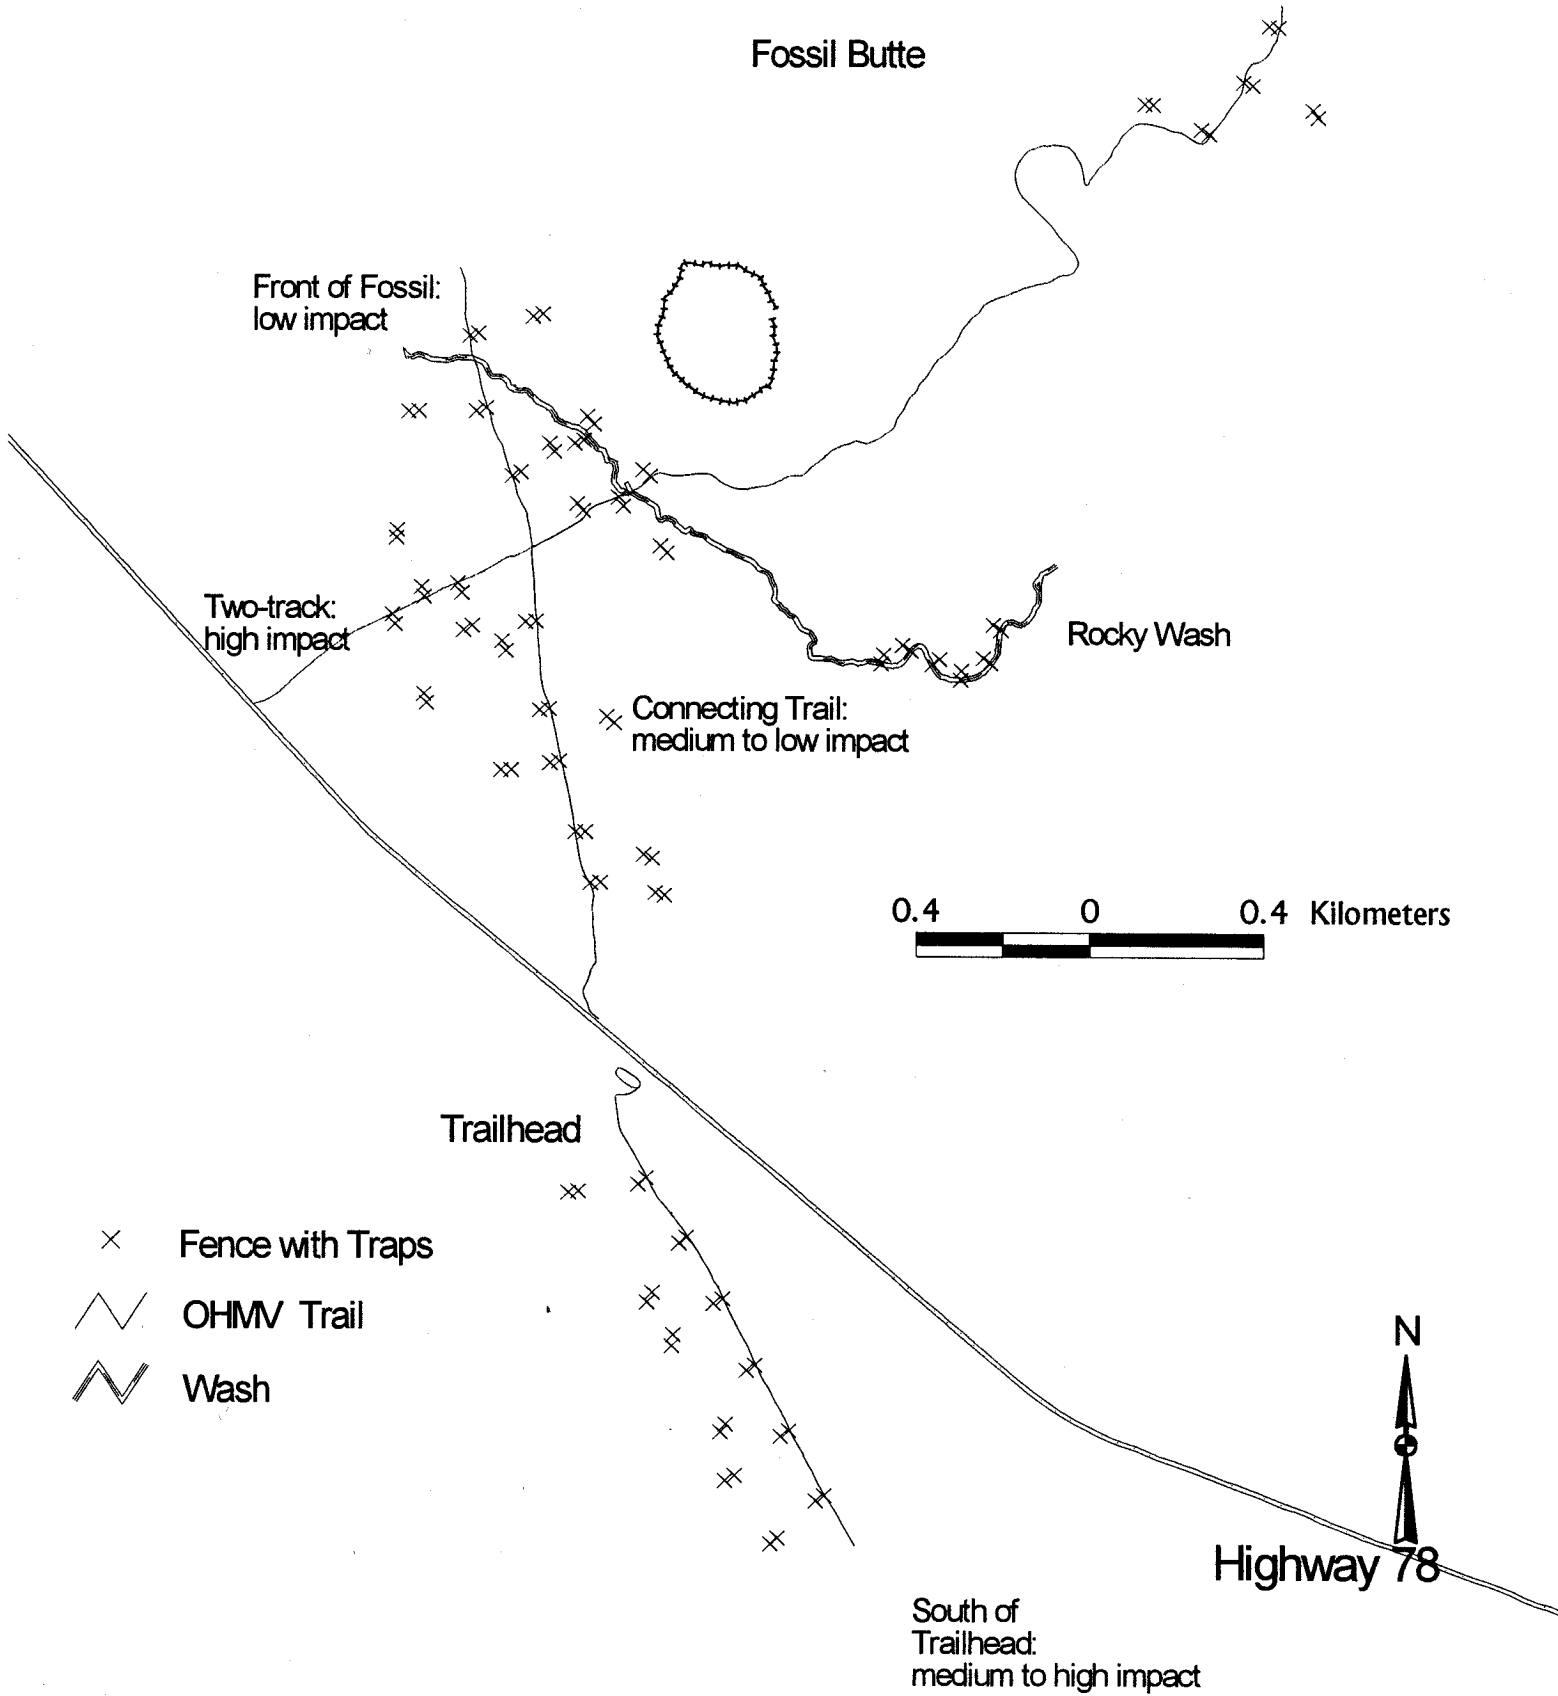 Fossil Butte
Front of Fossil:
low impact
Two-track:
high impact
Rocky Wash
Connecting Trail:
medium to low impact
0.4 0 0.4 Kilometers
Trailhead
Fence with Traps
OHMV Trail
Wash
N
Highway 78
South of
Trailhead:
medium to high impact